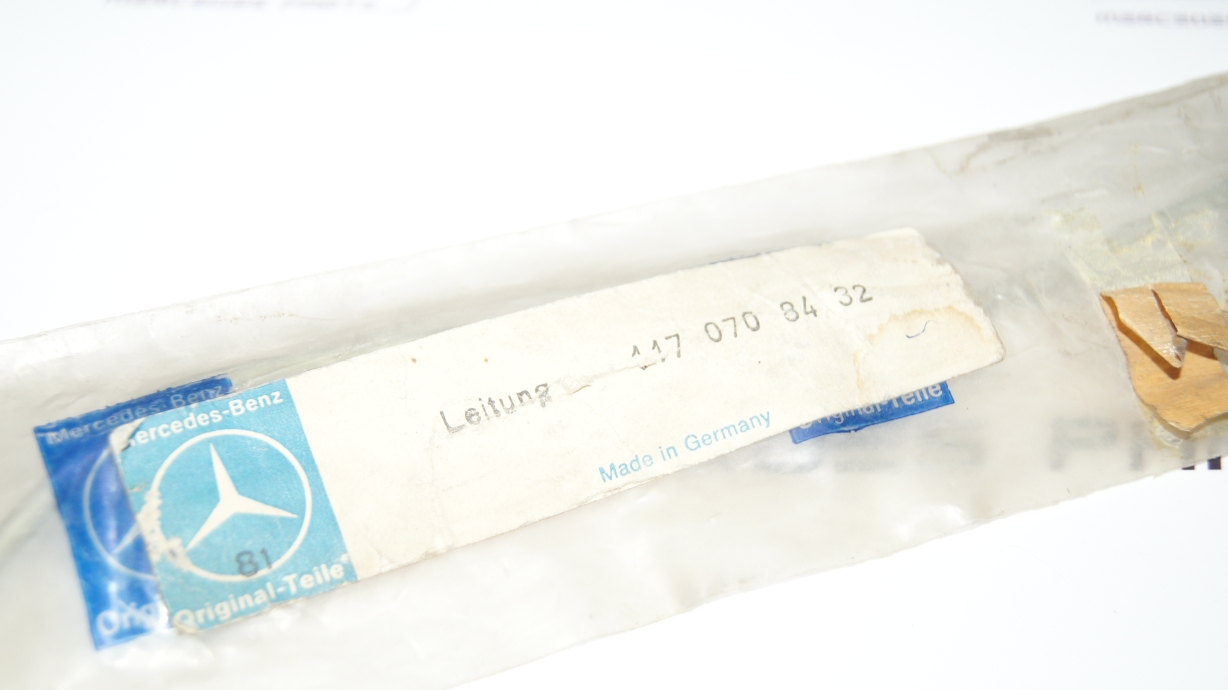 Mercedes-Benz
Mercedes-Benz
Leitung 117 070 84 32
Made in Germany
81
Original-Teile
Original-Teile